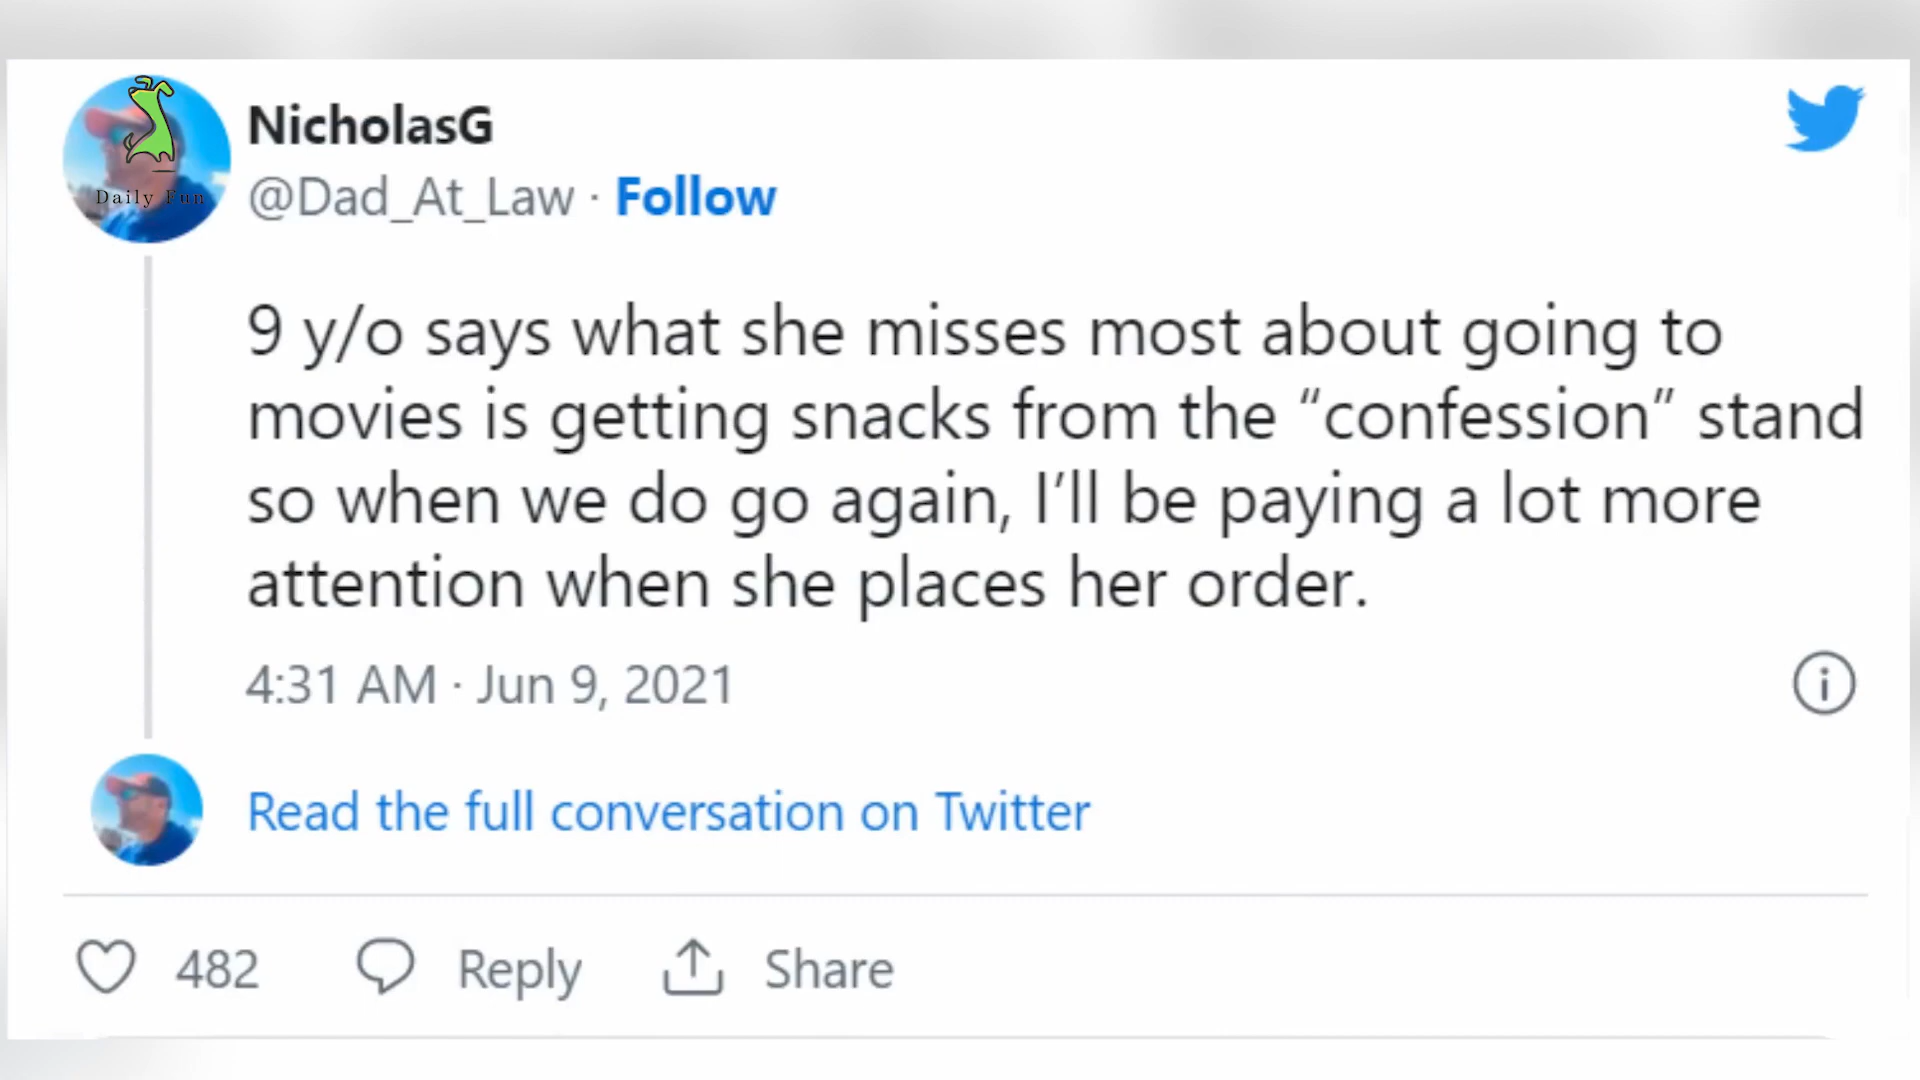 NicholasG
@Dad_At_Law · Follow
Daily Fun
9 y/o says what she misses most about going to
movies is getting snacks from the “confession” stand
so when we do go again, I’ll be paying a lot more
attention when she places her order.
4:31 AM · Jun 9, 2021
Read the full conversation on Twitter
482 Reply Share